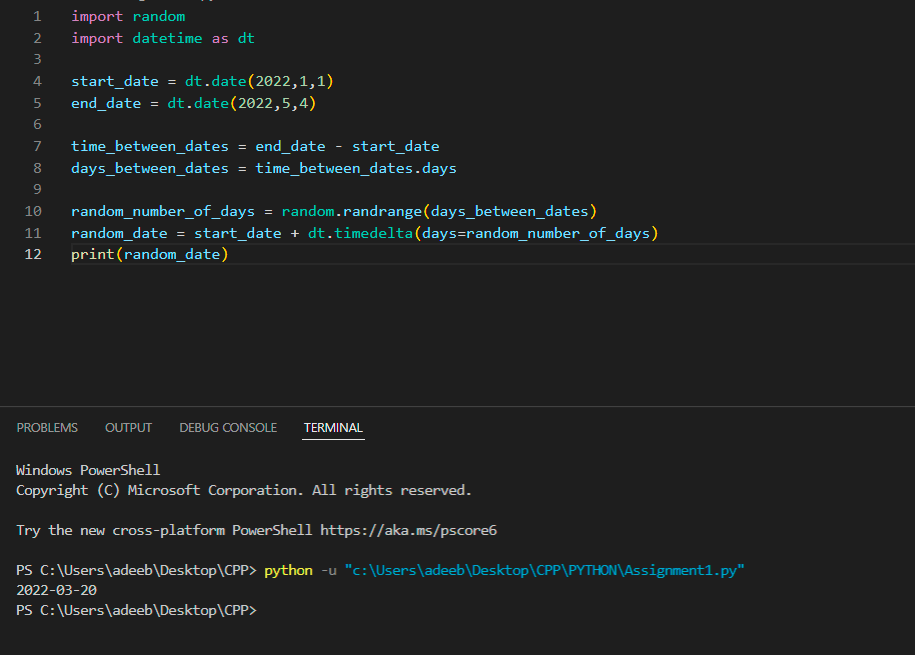 1 import random
2 import datetime as dt
3
4 start_date = dt.date(2022,1,1)
5 end_date = dt.date(2022,5,4)
6
7 time_between_dates = end_date - start_date
8 days_between_dates = time_between_dates.days
9
10 random_number_of_days = random.randrange(days_between_dates)
11 random_date = start_date + dt.timedelta(days=random_number_of_days)
12 print(random_date)
PROBLEMS OUTPUT DEBUG CONSOLE TERMINAL
Windows PowerShell
Copyright (C) Microsoft Corporation. All rights reserved.
Try the new cross-platform PowerShell https://aka.ms/pscore6
PS C:\Users\adeeb\Desktop\CPP> python -u "c:\Users\adeeb\Desktop\CPP\PYTHON\Assignment1.py"
2022-03-20
PS C:\Users\adeeb\Desktop\CPP>